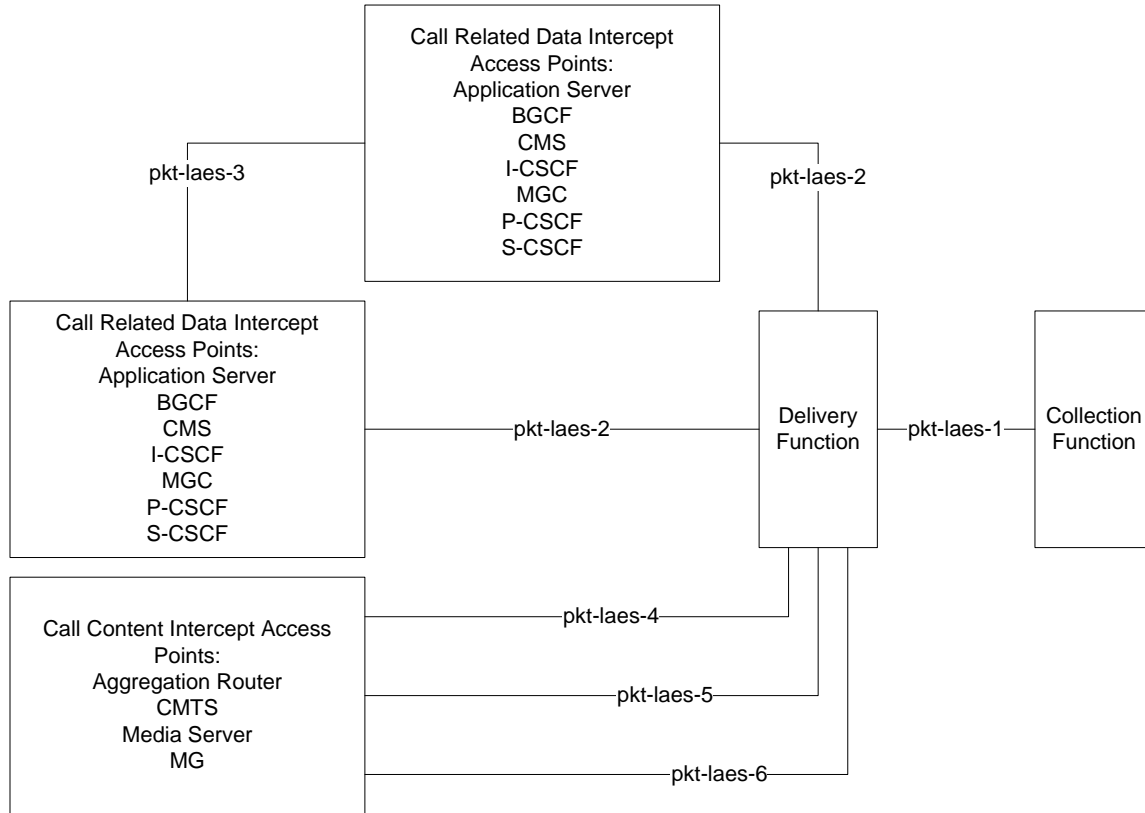 Call Related Data Intercept
Access Points:
Application Server
BGCF
CMS
I-CSCF
MGC
P-CSCF
S-CSCF
pkt-laes-3
pkt-laes-2
Call Related Data Intercept
Access Points:
Application Server
BGCF
CMS
I-CSCF
MGC
P-CSCF
S-CSCF
pkt-laes-2
Delivery
Function
pkt-laes-1
Collection
Function
Call Content Intercept Access
Points:
Aggregation Router
CMTS
Media Server
MG
pkt-laes-4
pkt-laes-5
pkt-laes-6